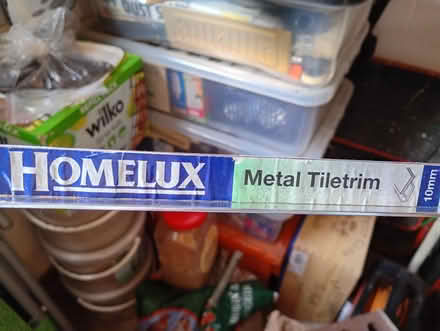 wilko
HOMELUX
Metal Tiletrim
10mm